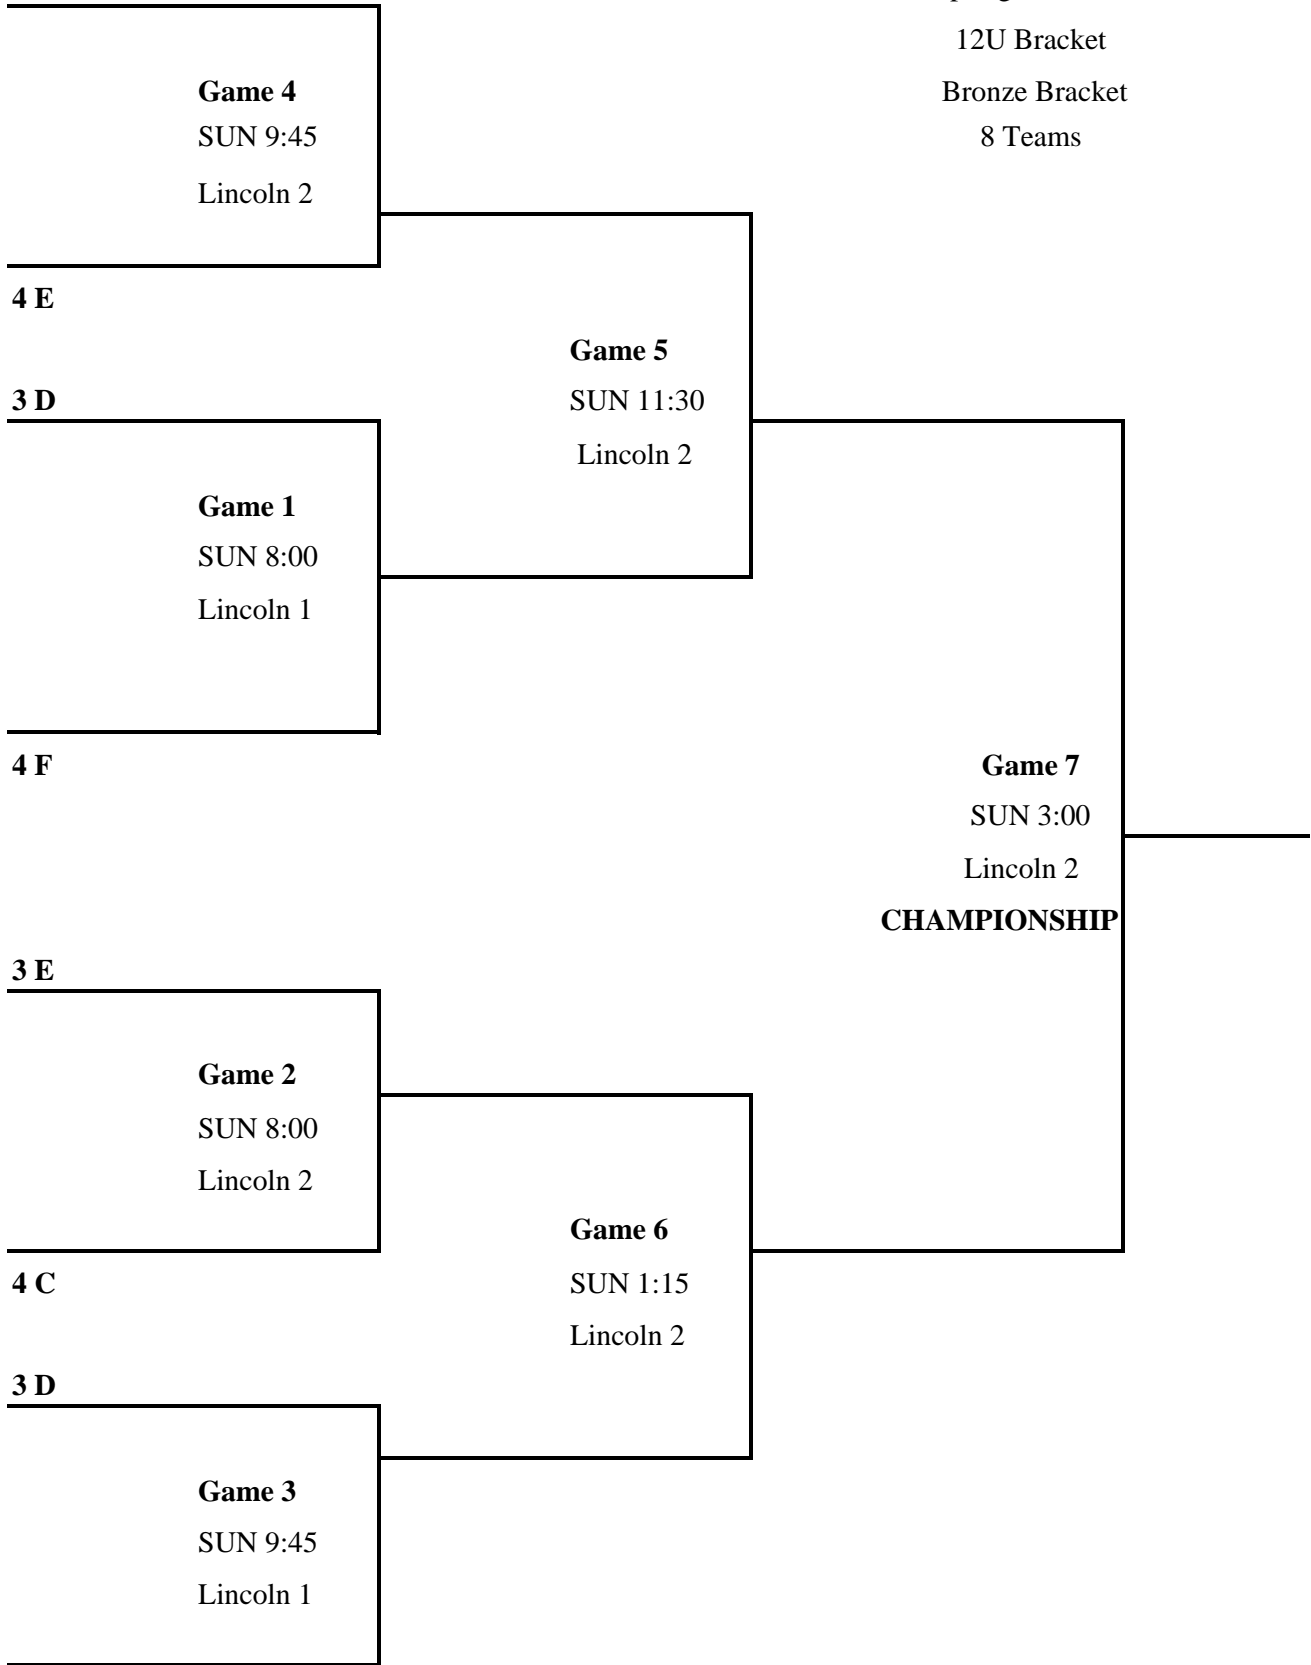 12U Bracket
Bronze Bracket
8 Teams
Game 4
SUN 9:45
Lincoln 2
4 E
Game 5
SUN 11:30
Lincoln 2
3 D
Game 1
SUN 8:00
Lincoln 1
4 F
Game 7
SUN 3:00
Lincoln 2
CHAMPIONSHIP
3 E
Game 2
SUN 8:00
Lincoln 2
4 C
Game 6
SUN 1:15
Lincoln 2
3 D
Game 3
SUN 9:45
Lincoln 1